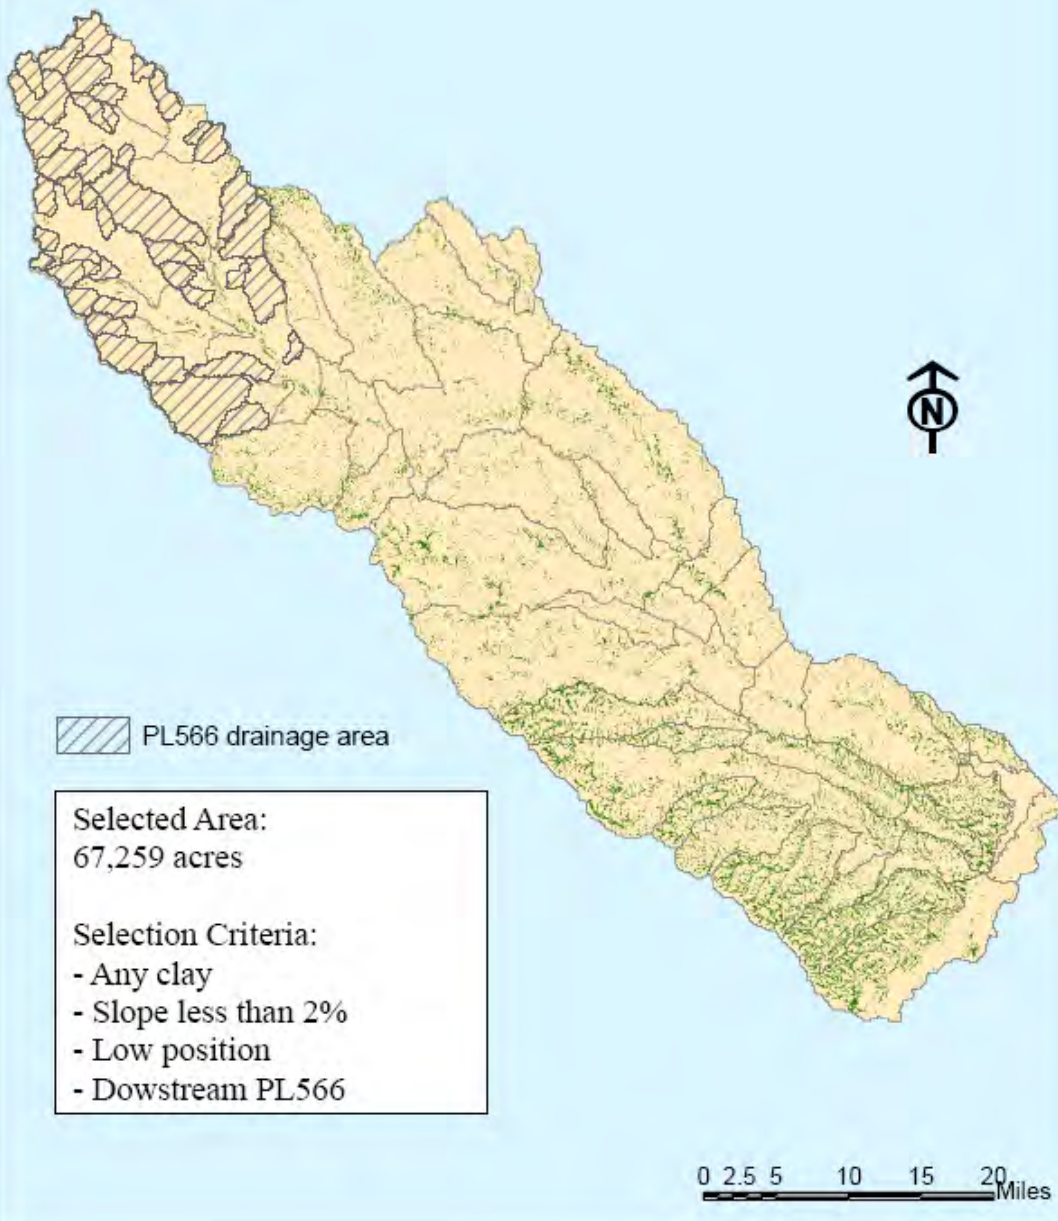 N
PL566 drainage area
Selected Area:
67,259 acres
Selection Criteria:
- Any clay
- Slope less than 2%
- Low position
- Dowstream PL566
0 2.5 5 10 15 20 Miles